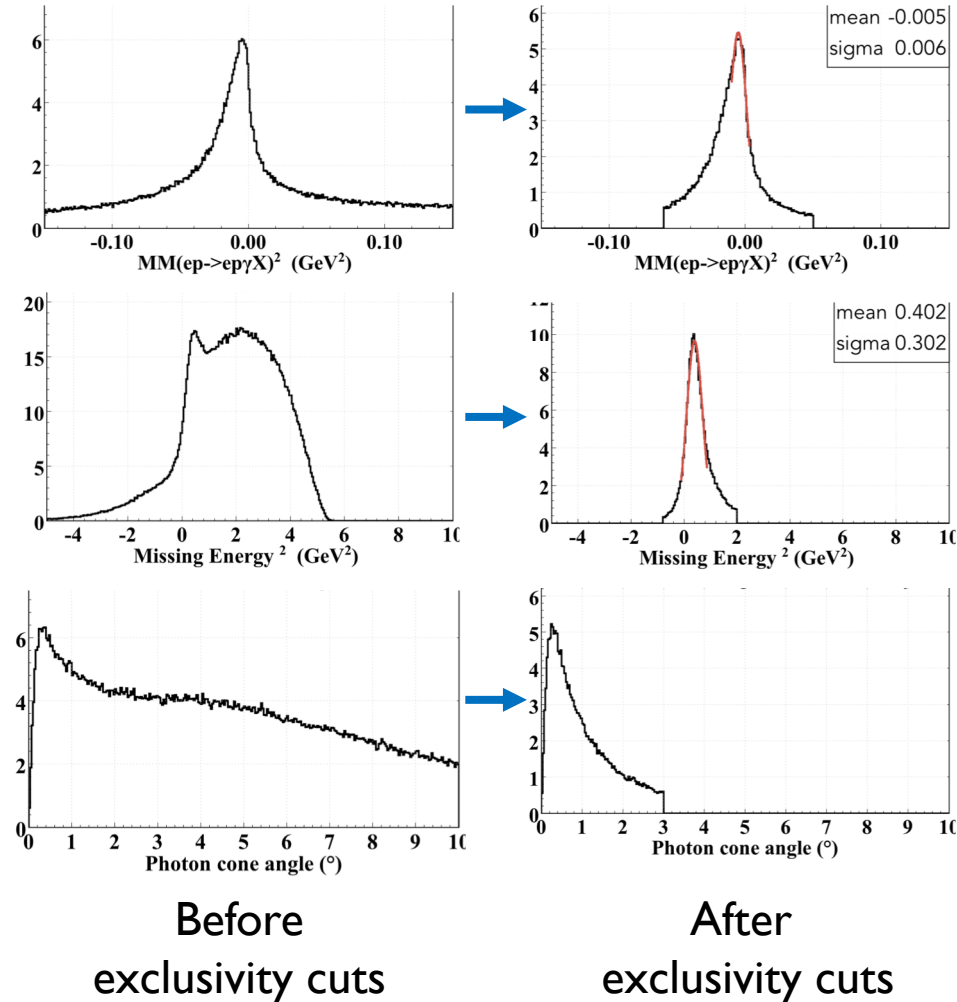 6
4
2
0
-0.10 0.00 0.10
MM(ep->epγX)² (GeV²)
6
5
4
3
2
1
0
mean -0.005
sigma 0.006
-0.10 0.00 0.10
MM(ep->epγX)² (GeV²)
20
15
10
5
0
-4 -2 0 2 4 6 8
Missing Energy ² (GeV²)
10
8
6
4
2
0
mean 0.402
sigma 0.302
-4 -2 0 2 4 6 8
Missing Energy ² (GeV²)
6
4
2
0
0 1 2 3 4 5 6 7 8 9 10
Photon cone angle (°)
6
5
4
3
2
1
0
0 1 2 3 4 5 6 7 8 9
Photon cone angle (°)
Before
exclusivity cuts
After
exclusivity cuts